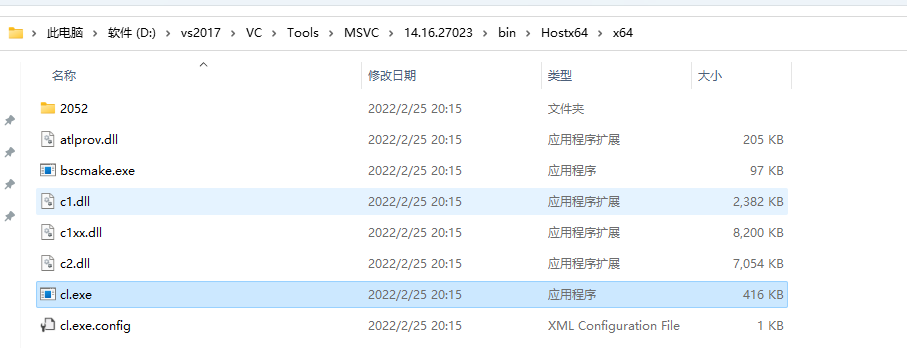 此电脑 > 软件 (D:) > vs2017 > VC > Tools > MSVC > 14.16.27023 > bin > Hostx64 > x64
名称 修改日期 类型 大小
2052 2022/2/25 20:15 文件夹
atlprov.dll 2022/2/25 20:15 应用程序扩展 205 KB
bscmake.exe 2022/2/25 20:15 应用程序 97 KB
c1.dll 2022/2/25 20:15 应用程序扩展 2,382 KB
c1xx.dll 2022/2/25 20:15 应用程序扩展 8,200 KB
c2.dll 2022/2/25 20:15 应用程序扩展 7,054 KB
cl.exe 2022/2/25 20:15 应用程序 416 KB
cl.exe.config 2022/2/25 20:15 XML Configuration File 1 KB